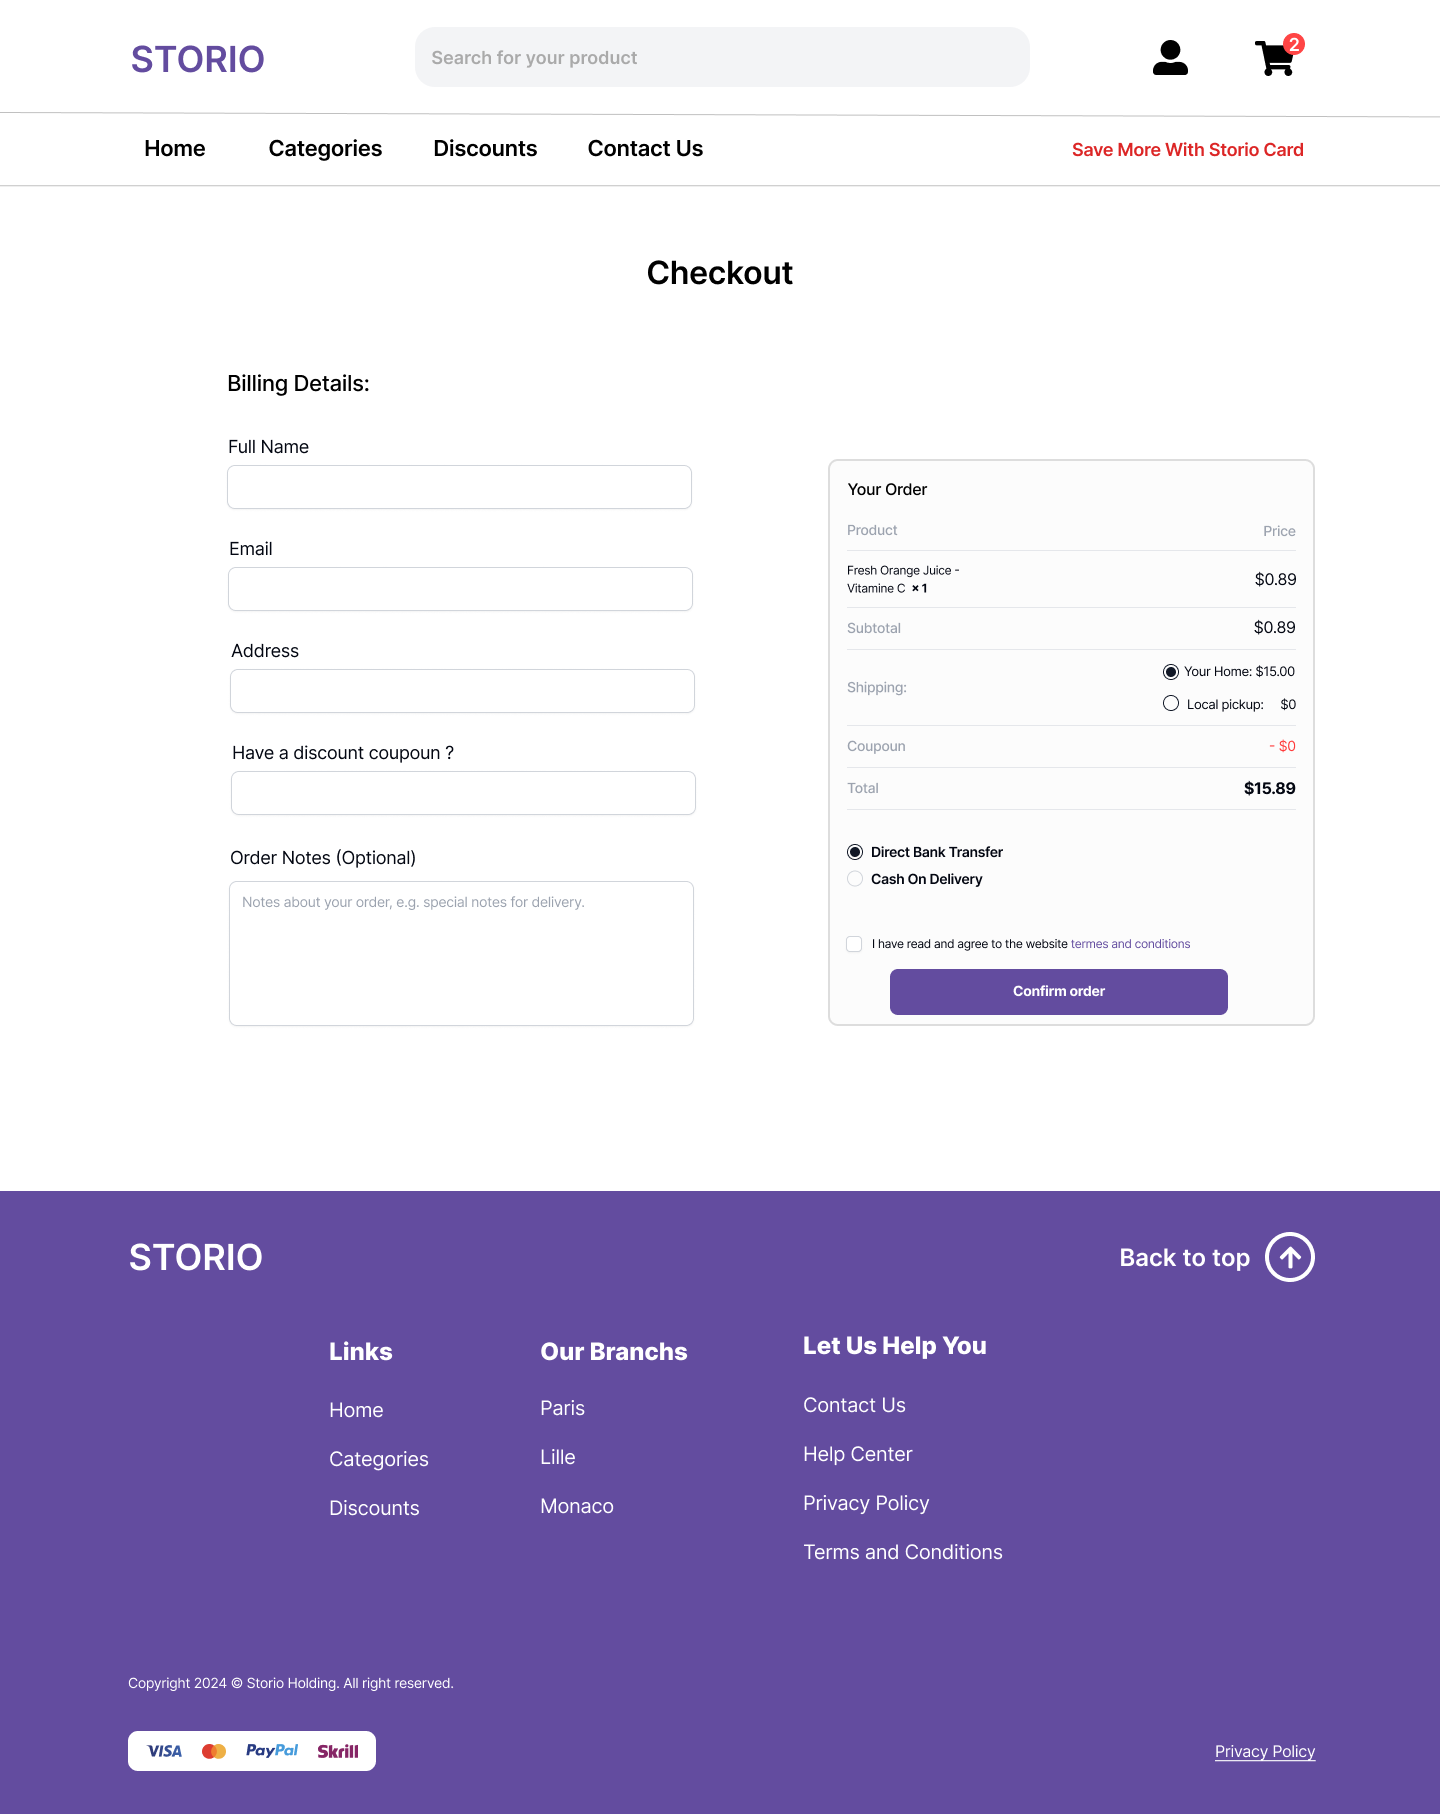 STORIO
Search for your product
2
Home
Categories
Discounts
Contact Us
Save More With Storio Card
Checkout
Billing Details:
Full Name
Email
Address
Have a discount coupoun ?
Order Notes (Optional)
Notes about your order, e.g. special notes for delivery.
Your Order
Product
Price
Fresh Orange Juice -
Vitamine C × 1
$0.89
Subtotal
$0.89
Shipping:
Your Home: $15.00
Local pickup: $0
Coupoun
- $0
Total
$15.89
Direct Bank Transfer
Cash On Delivery
I have read and agree to the website termes and conditions
Confirm order
STORIO
Back to top
Links
Home
Categories
Discounts
Our Branchs
Paris
Lille
Monaco
Let Us Help You
Contact Us
Help Center
Privacy Policy
Terms and Conditions
Copyright 2024 © Storio Holding. All right reserved.
VISA
PayPal
Skrill
Privacy Policy